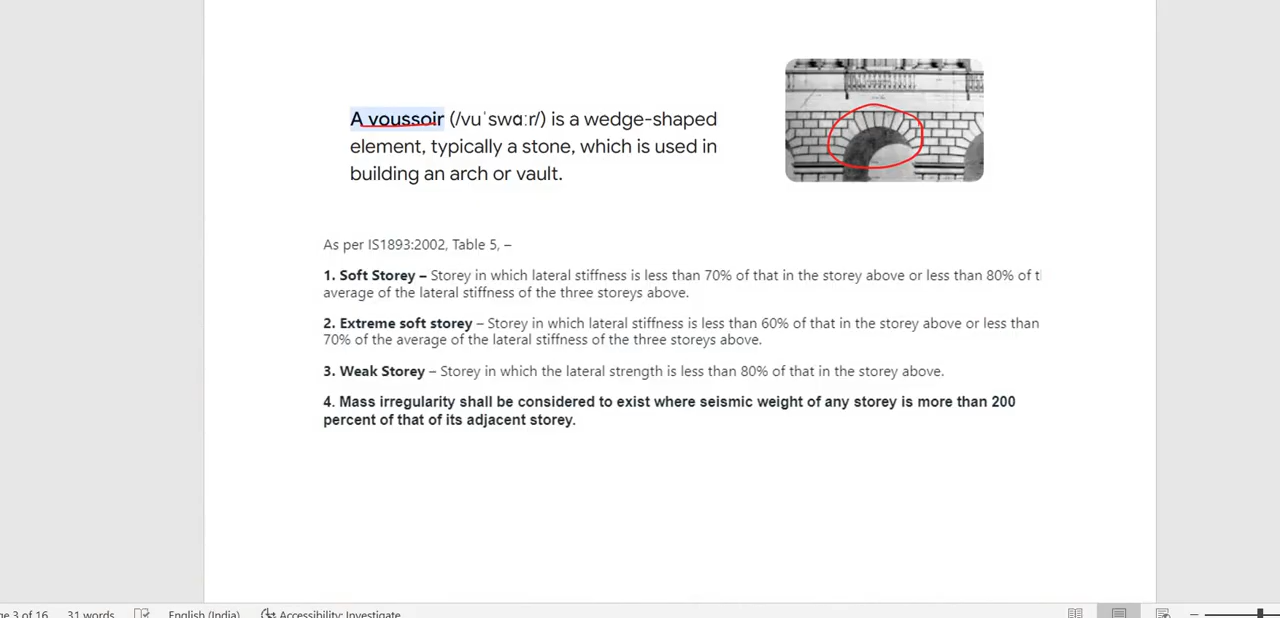 A voussoir (/vuˈswɑːr/) is a wedge-shaped
element, typically a stone, which is used in
building an arch or vault.
As per IS1893:2002, Table 5, –
1. Soft Storey – Storey in which lateral stiffness is less than 70% of that in the storey above or less than 80% of t
average of the lateral stiffness of the three storeys above.
2. Extreme soft storey – Storey in which lateral stiffness is less than 60% of that in the storey above or less than
70% of the average of the lateral stiffness of the three storeys above.
3. Weak Storey – Storey in which the lateral strength is less than 80% of that in the storey above.
4. Mass irregularity shall be considered to exist where seismic weight of any storey is more than 200
percent of that of its adjacent storey.
ge 3 of 16 31 words English (India) Accessibility: Investigate